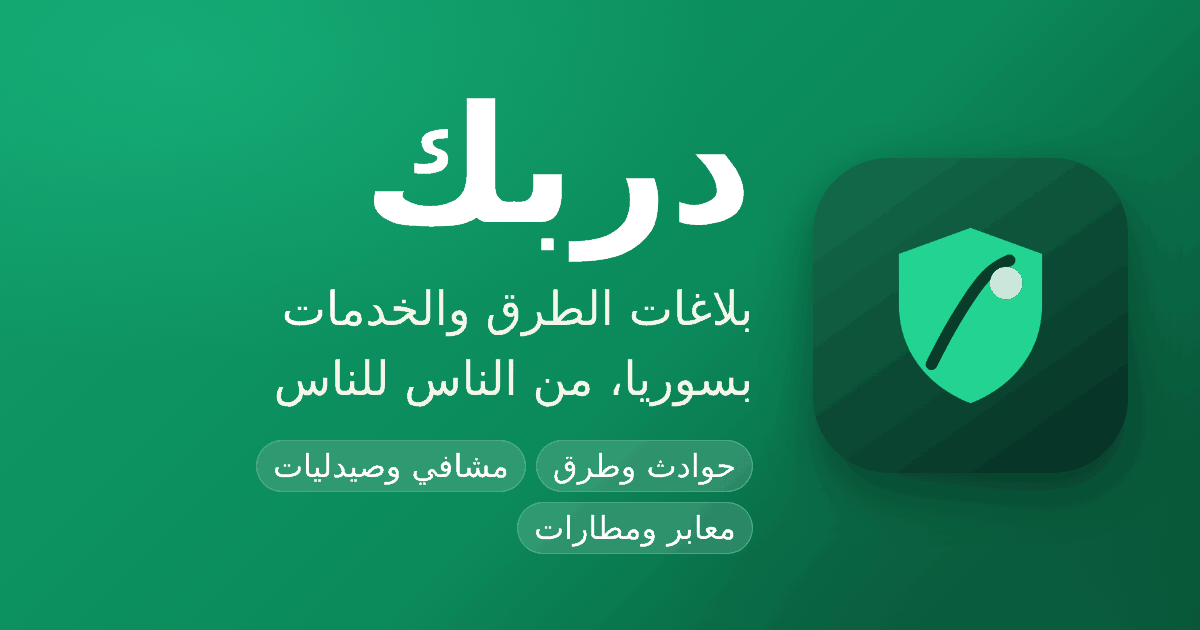 دربك
بلاغات الطرق والخدمات
بسوريا، من الناس للناس
حوادث وطرق
مشافي وصيدليات
معابر ومطارات